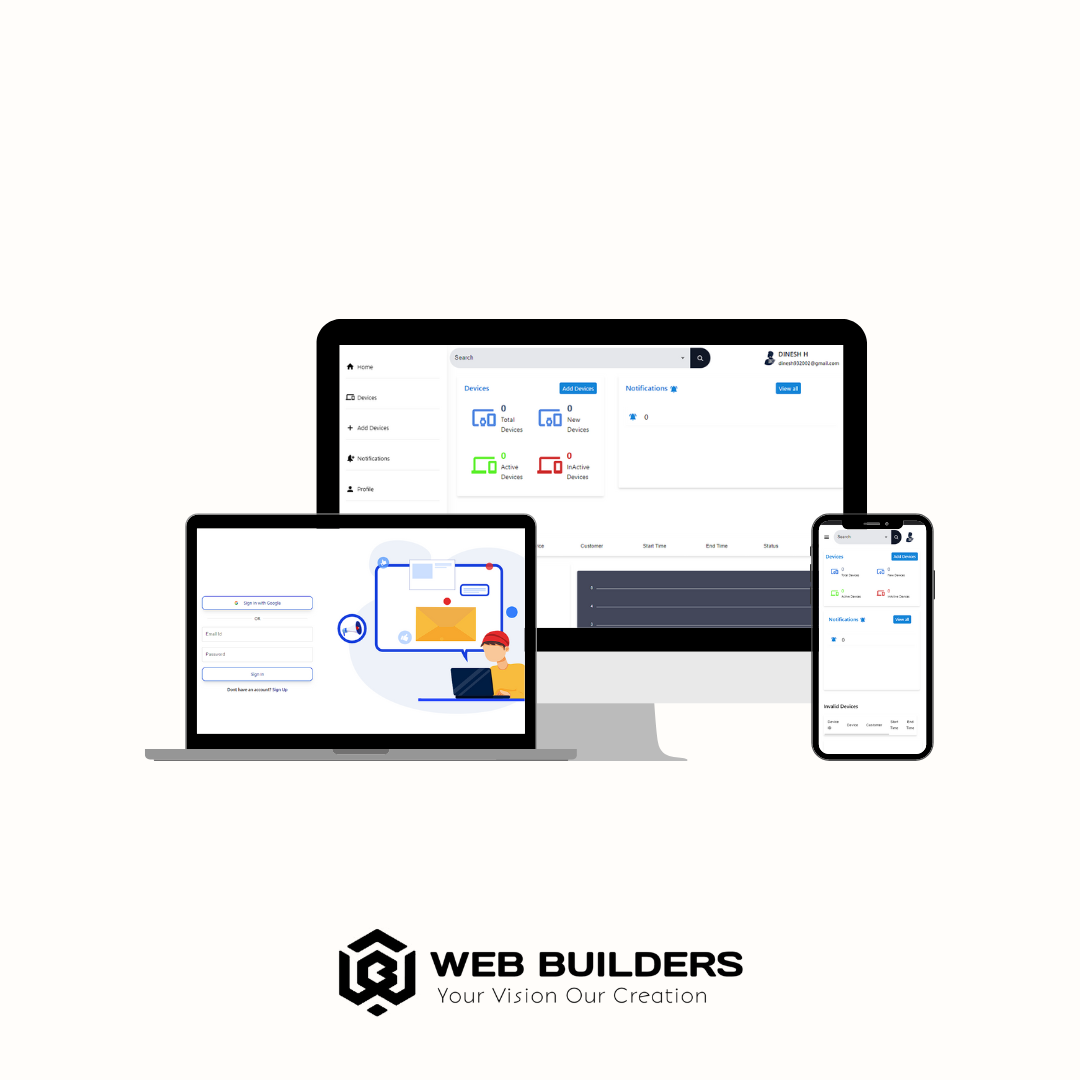 Search
DINESH H
dinesh932002@gmail.com
Home
Devices
Add Devices
Notifications
Profile
Devices
Add Devices
0
Total
Devices
0
New
Devices
0
Active
Devices
0
InActive
Devices
Notifications
View all
0
Customer
Start Time
End Time
Status
5
4
3
Sign in with Google
OR
Email Id
Password
Sign in
Dont have an account? Sign Up
Search
Devices
Add Devices
0
Total Devices
0
New Devices
0
Active Devices
0
InActive Devices
Notifications
View all
0
Invalid Devices
Device
ID
Device
Customer
Start
Time
End
Time
WEB BUILDERS
Your Vision Our Creation